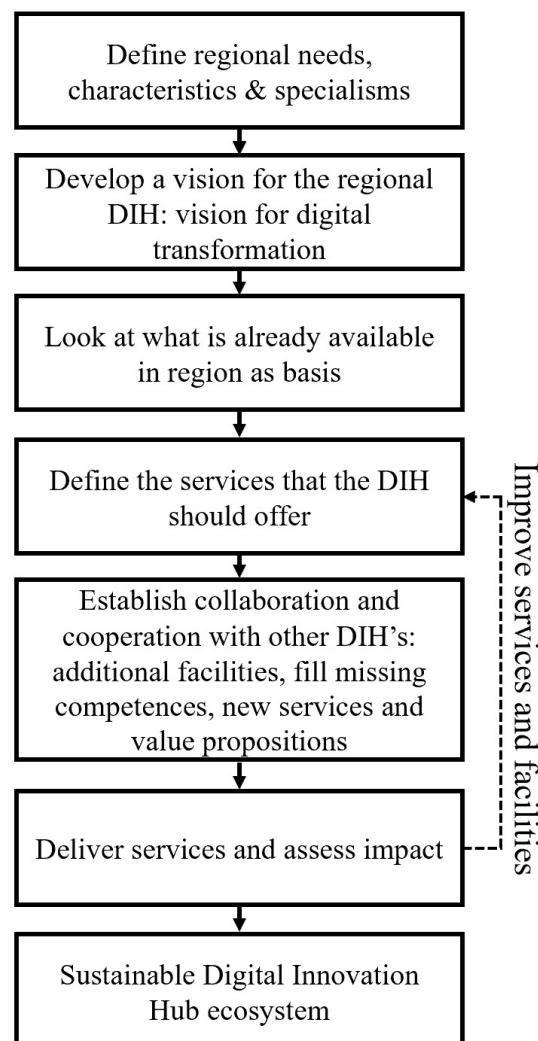 Define regional needs,
characteristics & specialisms
Develop a vision for the regional
DIH: vision for digital
transformation
Look at what is already available
in region as basis
Define the services that the DIH
should offer
Establish collaboration and
cooperation with other DIH’s:
additional facilities, fill missing
competences, new services and
value propositions
Deliver services and assess impact
Sustainable Digital Innovation
Hub ecosystem
Improve services and facilities